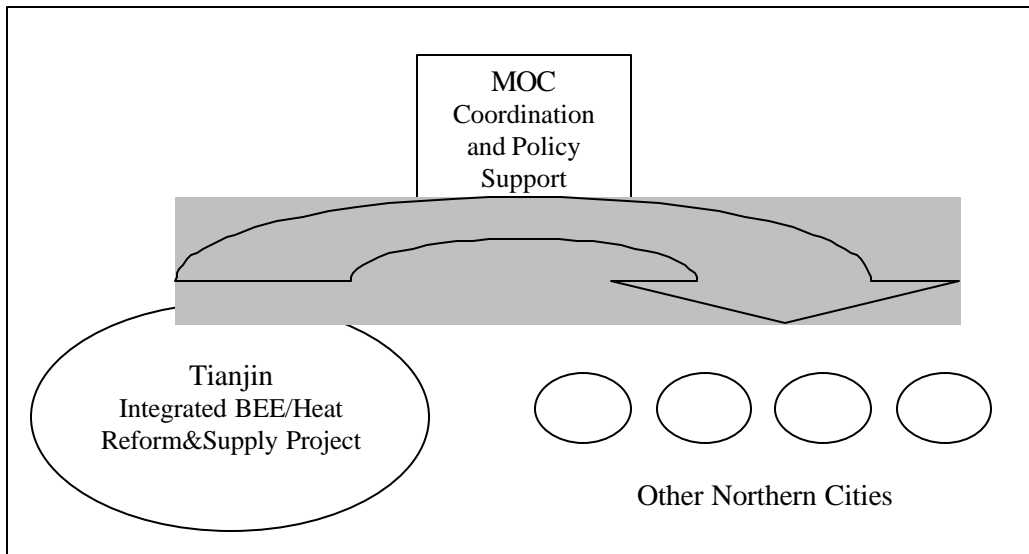 MOC
Coordination
and Policy
Support
Tianjin
Integrated BEE/Heat
Reform&Supply Project
Other Northern Cities